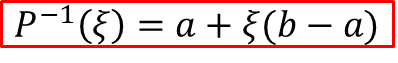 P⁻¹(ξ) = a + ξ(b − a)